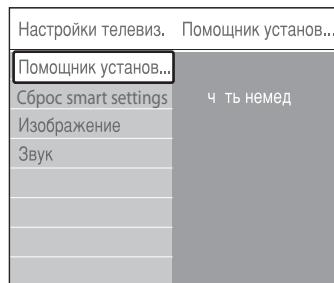 Настройки телевиз. Помощник установ...
Помощник установ...
Сброс smart settings
ч ть немед
Изображение
Звук